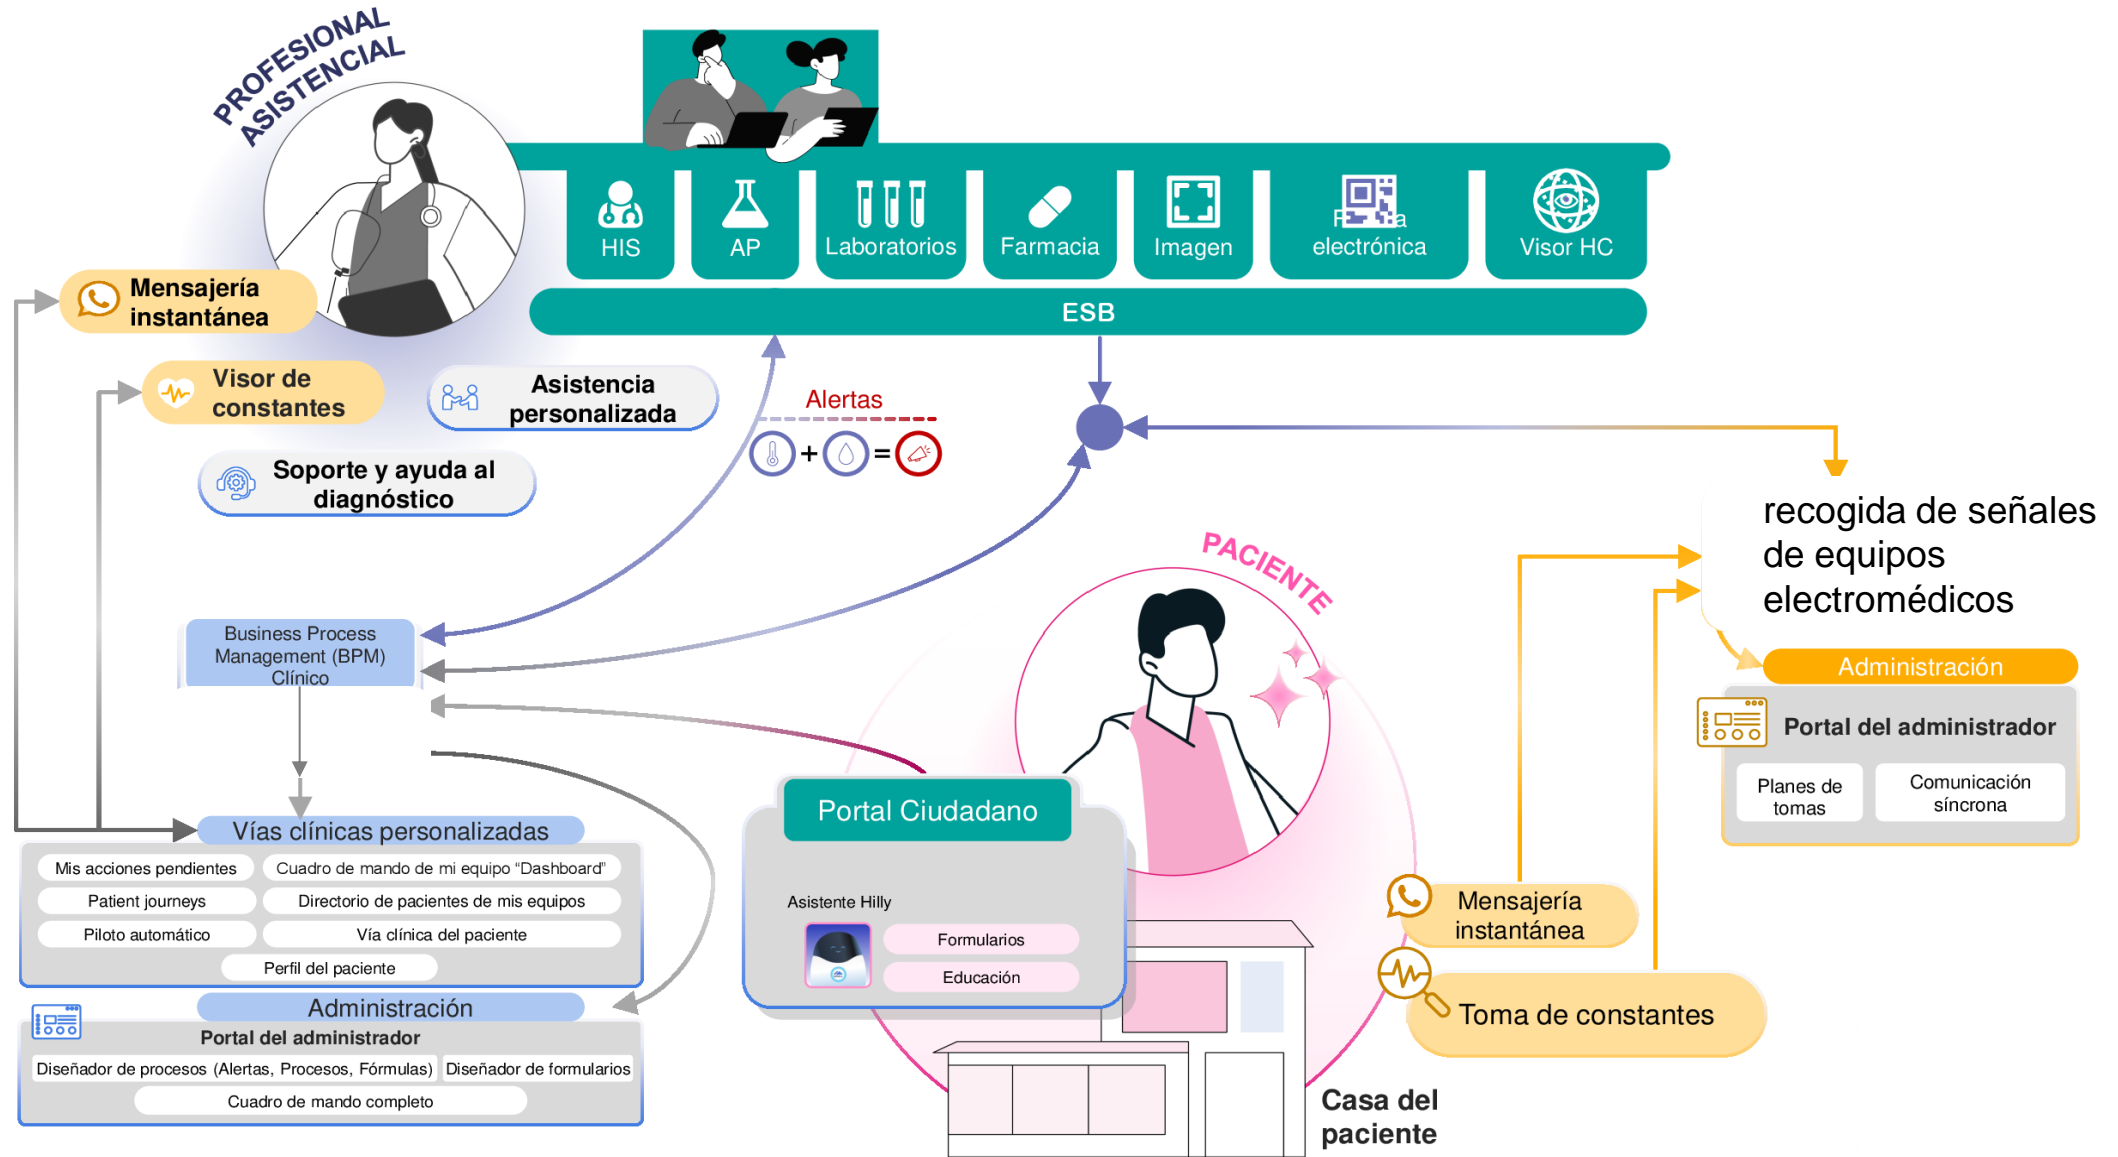 PROFESIONAL
ASISTENCIAL
HIS
AP
Laboratorios
Farmacia
Imagen
electrónica
Visor HC
ESB
Mensajería
instantánea
Visor de
constantes
Asistencia
personalizada
Soporte y ayuda al
diagnóstico
Alertas
+
=
recogida de señales
de equipos
electromédicos
PACIENTE
Business Process
Management (BPM)
Clínico
Administración
Portal del administrador
Planes de
tomas
Comunicación
síncrona
Portal Ciudadano
Asistente Hilly
Formularios
Educación
Vías clínicas personalizadas
Mis acciones pendientes
Cuadro de mando de mi equipo “Dashboard”
Patient journeys
Directorio de pacientes de mis equipos
Piloto automático
Vía clínica del paciente
Perfil del paciente
Mensajería
instantánea
Toma de constantes
Administración
Portal del administrador
Diseñador de procesos (Alertas, Procesos, Fórmulas)
Diseñador de formularios
Cuadro de mando completo
Casa del
paciente